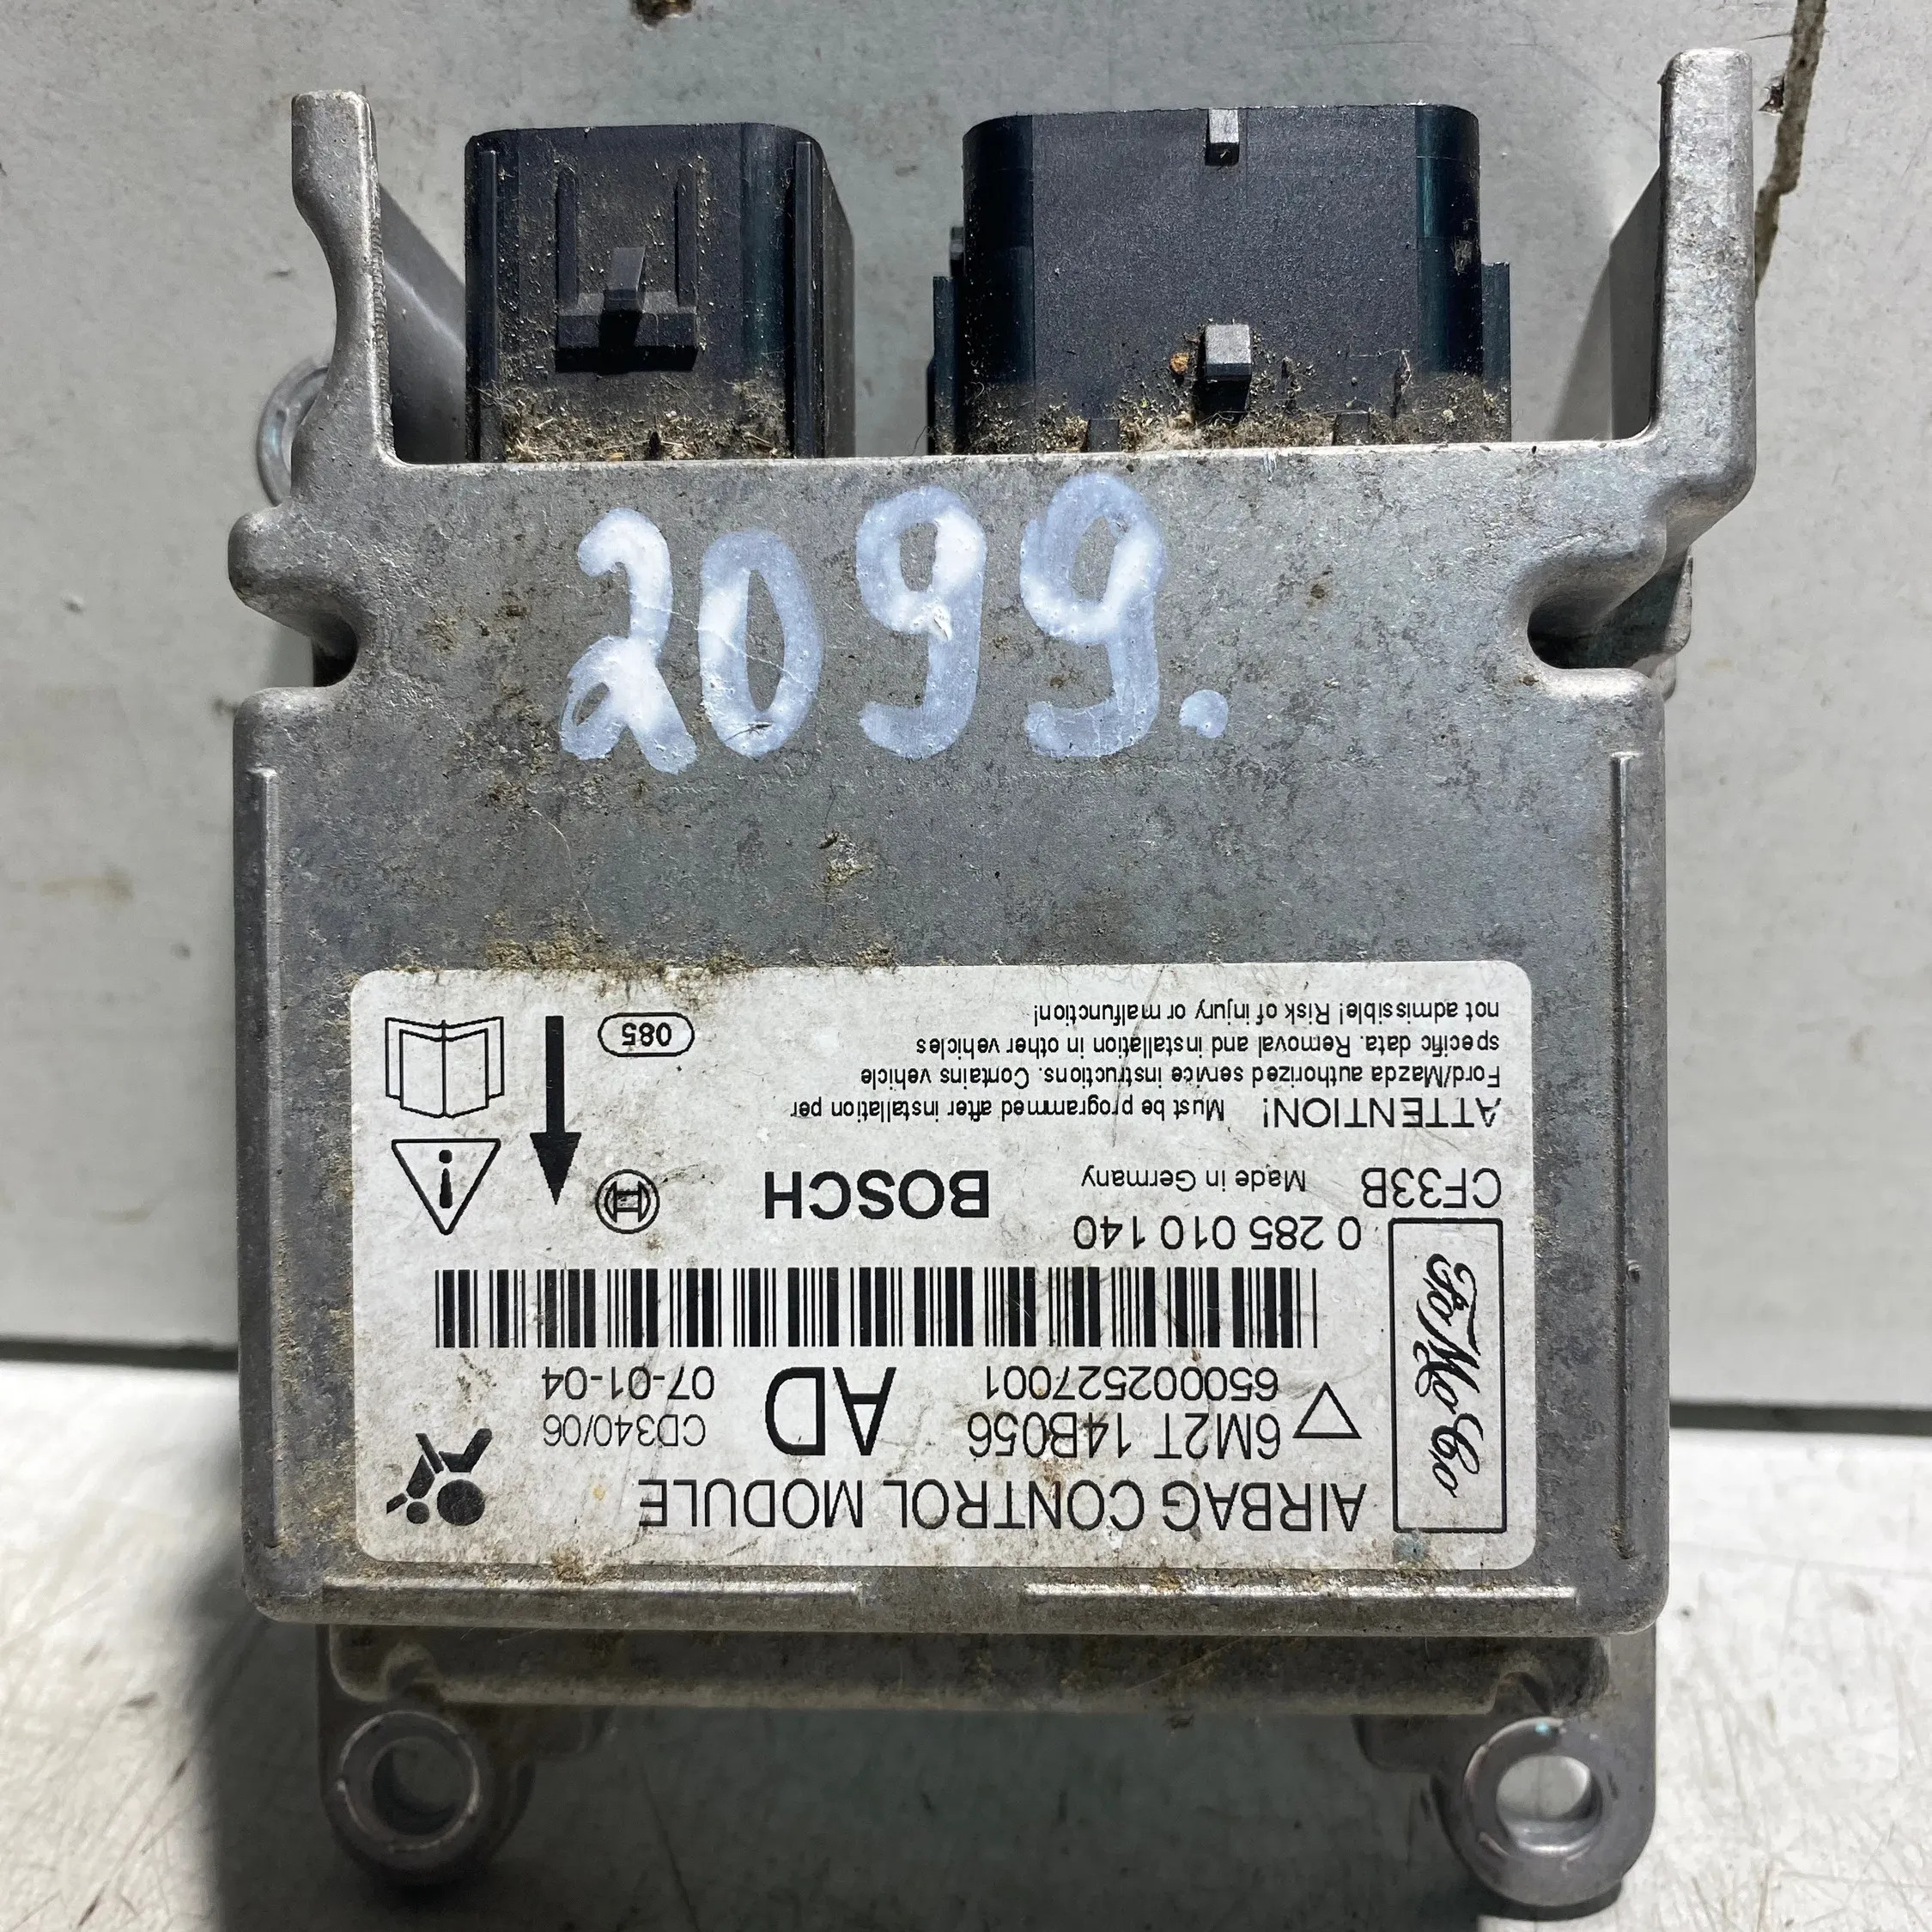 2099.
AIRBAG CONTROL MODULE
FoMoCo
6M2T 14B056 AD CD340/06
650002527001 07-01-04
0 285 010 140
CF33B Made in Germany BOSCH
ATTENTION! Must be programmed after installation per
Ford/Mazda authorized service instructions. Contains vehicle
specific data. Removal and installation in other vehicles
not admissible! Risk of injury or malfunction!
085